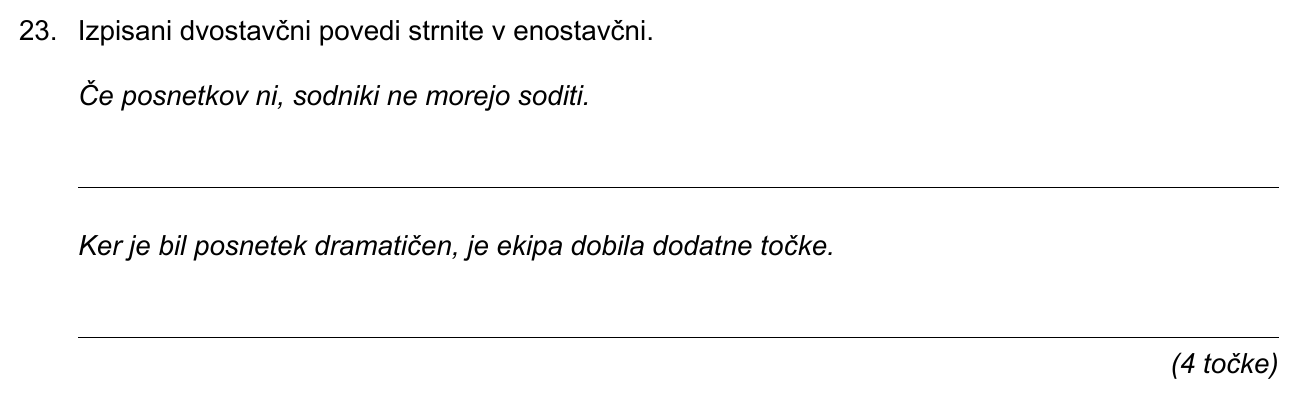 23. Izpisani dvostavčni povedi strnite v enostavčni.
Če posnetkov ni, sodniki ne morejo soditi.
Ker je bil posnetek dramatičen, je ekipa dobila dodatne točke.
(4 točke)